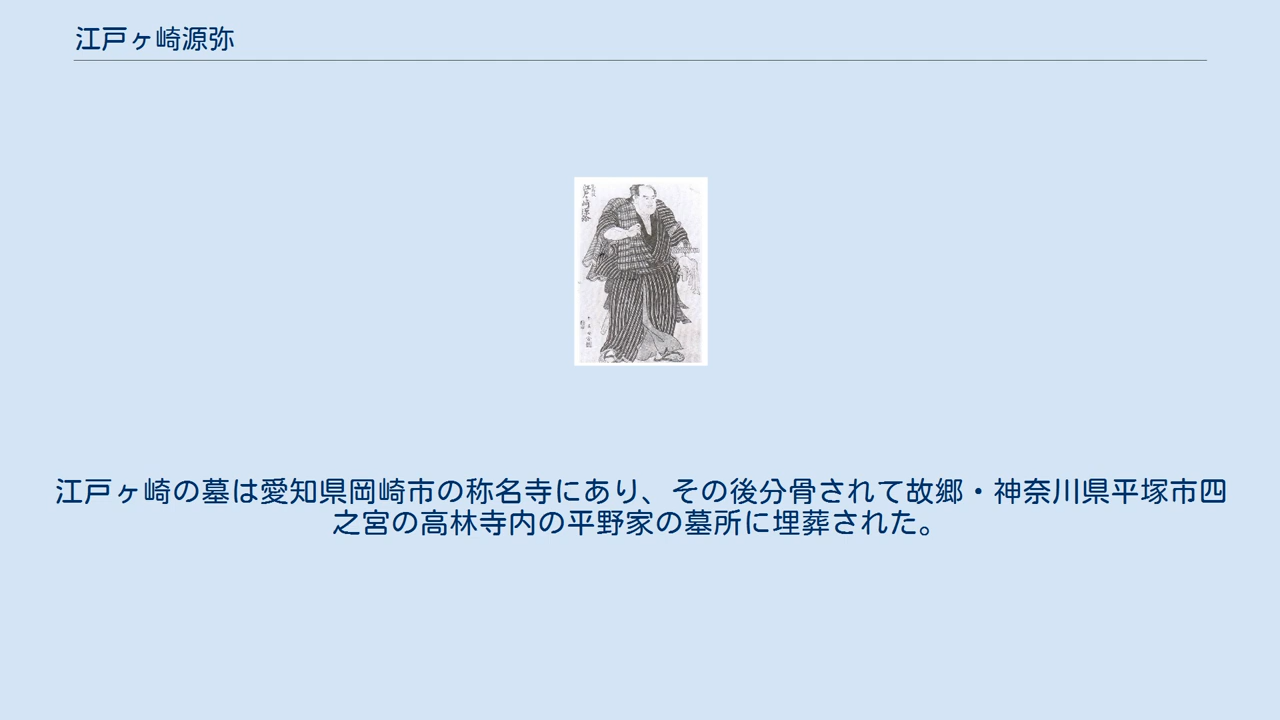 江戸ヶ崎源弥
江戸ヶ崎の墓は愛知県岡崎市の称名寺にあり、その後分骨されて故郷・神奈川県平塚市四
之宮の高林寺内の平野家の墓所に埋葬された。